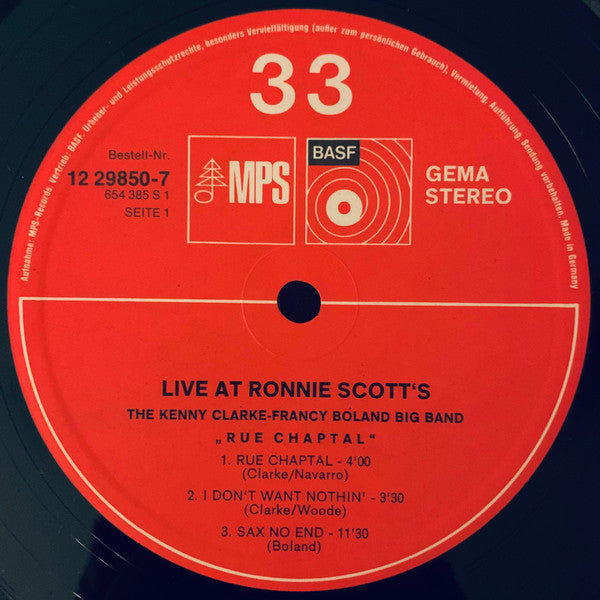 Aufnahme: MPS-Records. Vertrieb: BASF. Urheber- und Leistungsschutzrechte, besonders Vervielfältigung (außer zum persönlichen Gebrauch), Vermietung, Aufführung, Sendung vorbehalten. Made in Germany
33
Bestell-Nr.
12 29850-7
654 385 S 1
SEITE 1
MPS
BASF
GEMA
STEREO
LIVE AT RONNIE SCOTT'S
THE KENNY CLARKE-FRANCY BOLAND BIG BAND
„RUE CHAPTAL“
1. RUE CHAPTAL - 4'00
(Clarke/Navarro)
2. I DON'T WANT NOTHIN' - 3'30
(Clarke/Woode)
3. SAX NO END - 11'30
(Boland)